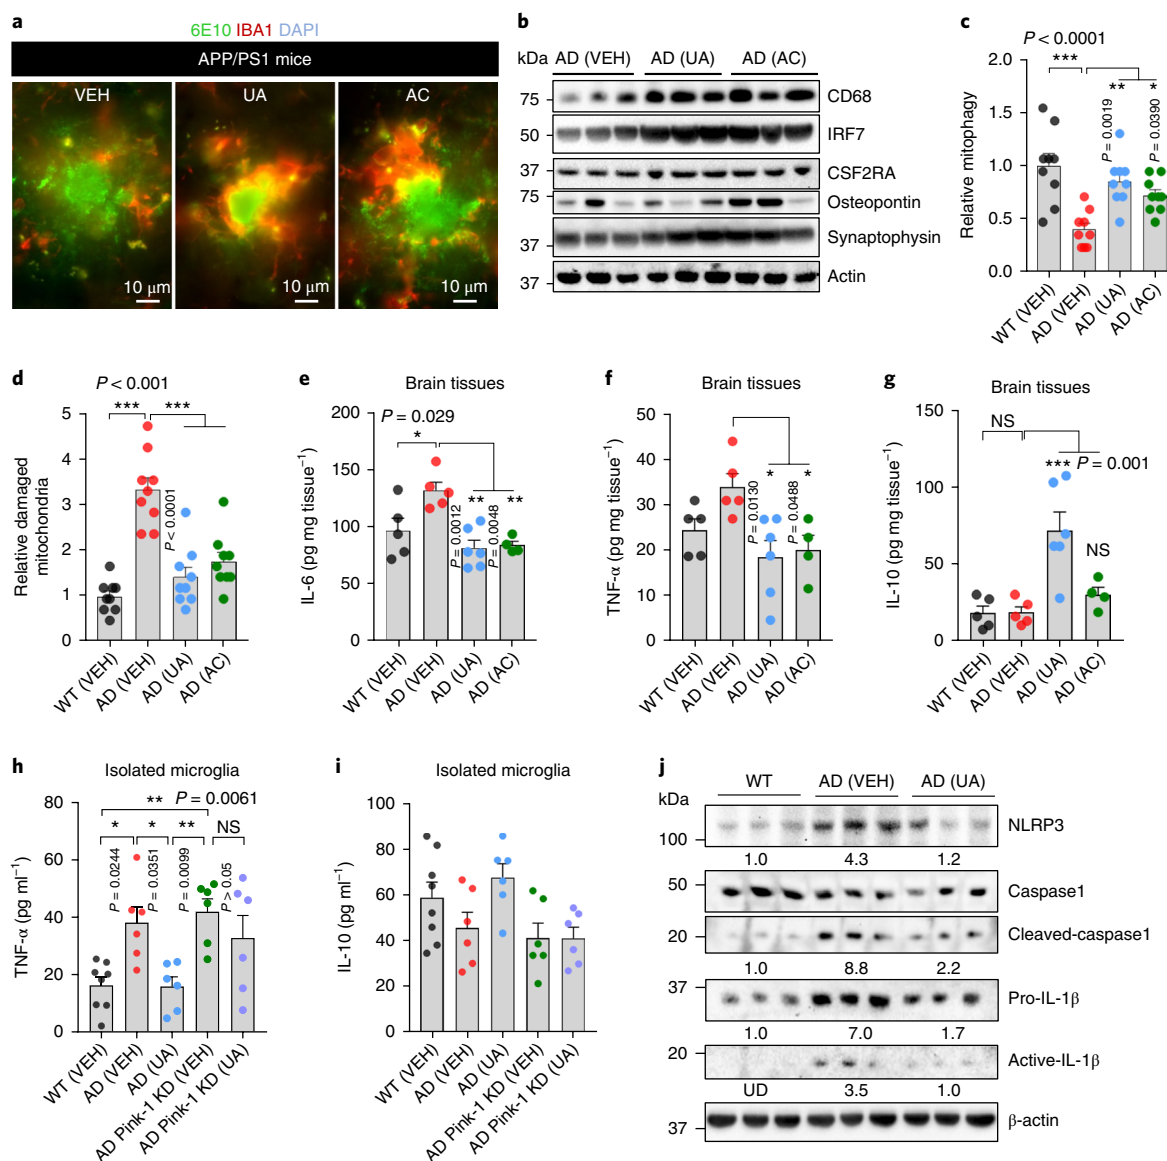 a
6E10 IBA1 DAPI
APP/PS1 mice
VEH UA AC
10 μm 10 μm 10 μm
b
kDa AD (VEH) AD (UA) AD (AC)
75 CD68
50 IRF7
37 CSF2RA
75 Osteopontin
37 Synaptophysin
37 Actin
c
P < 0.0001
*** ** *
P = 0.0019
P = 0.0390
Relative mitophagy
2.0
1.5
1.0
0.5
0.0
WT (VEH)
AD (VEH)
AD (UA)
AD (AC)
d
P < 0.001
*** ***
P < 0.0001
Relative damaged
mitochondria
5
4
3
2
1
0
WT (VEH)
AD (VEH)
AD (UA)
AD (AC)
e
Brain tissues
P = 0.029
* ** **
P = 0.0012
P = 0.0048
IL-6 (pg mg tissue⁻¹)
200
150
100
50
0
WT (VEH)
AD (VEH)
AD (UA)
AD (AC)
f
Brain tissues
* *
P = 0.0130
P = 0.0488
TNF-α (pg mg tissue⁻¹)
50
40
30
20
10
0
WT (VEH)
AD (VEH)
AD (UA)
AD (AC)
g
Brain tissues
NS
*** P = 0.001
NS
IL-10 (pg mg tissue⁻¹)
150
100
50
0
WT (VEH)
AD (VEH)
AD (UA)
AD (AC)
h
Isolated microglia
** P = 0.0061
* * ** NS
P = 0.0244
P = 0.0351
P = 0.0099
P > 0.05
TNF-α (pg ml⁻¹)
80
60
40
20
0
WT (VEH)
AD (VEH)
AD (UA)
AD Pink-1 KD (VEH)
AD Pink-1 KD (UA)
i
Isolated microglia
IL-10 (pg ml⁻¹)
100
80
60
40
20
0
WT (VEH)
AD (VEH)
AD (UA)
AD Pink-1 KD (VEH)
AD Pink-1 KD (UA)
j
WT AD (VEH) AD (UA)
kDa
100 NLRP3
1.0 4.3 1.2
50 Caspase1
20 Cleaved-caspase1
1.0 8.8 2.2
37 Pro-IL-1β
1.0 7.0 1.7
20 Active-IL-1β
UD 3.5 1.0
37 β-actin